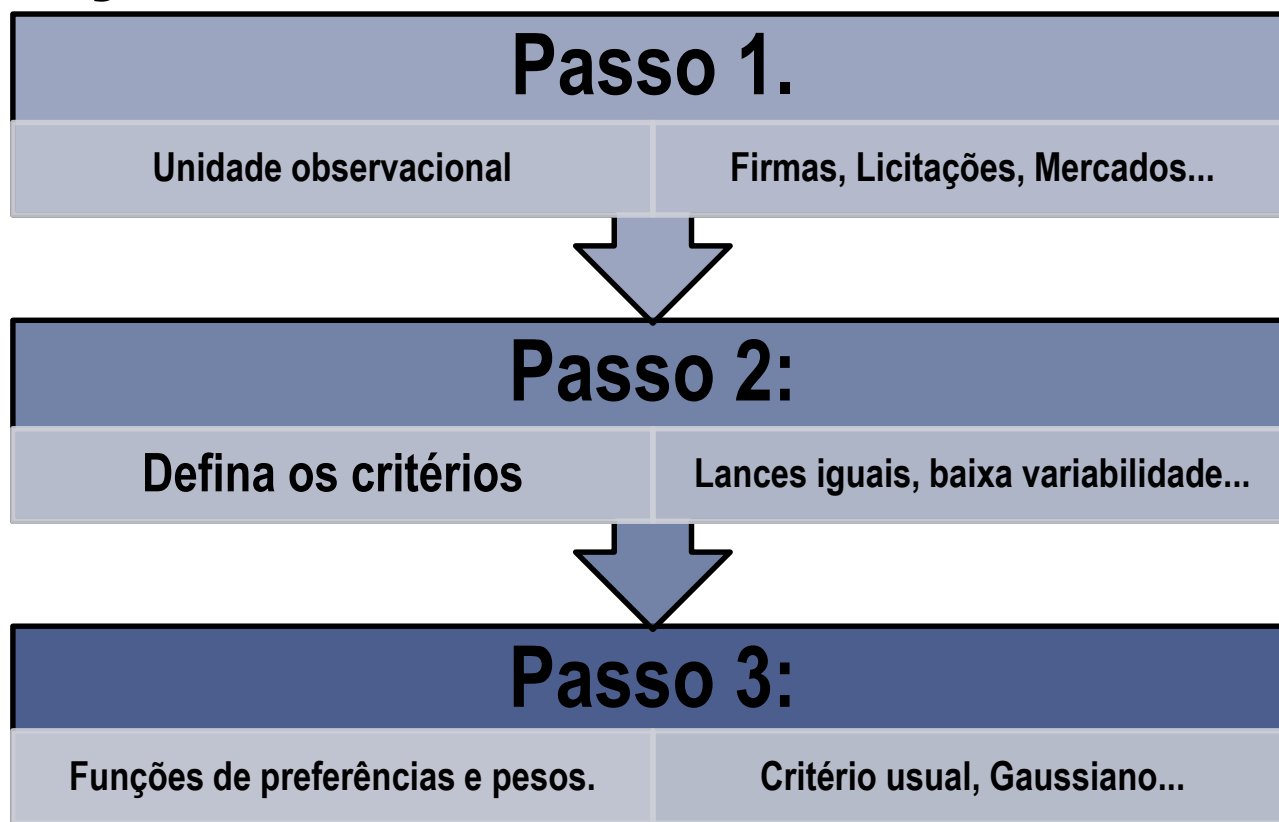 Passo 1.
Unidade observacional
Firmas, Licitações, Mercados...
Passo 2:
Defina os critérios
Lances iguais, baixa variabilidade...
Passo 3:
Funções de preferências e pesos.
Critério usual, Gaussiano...